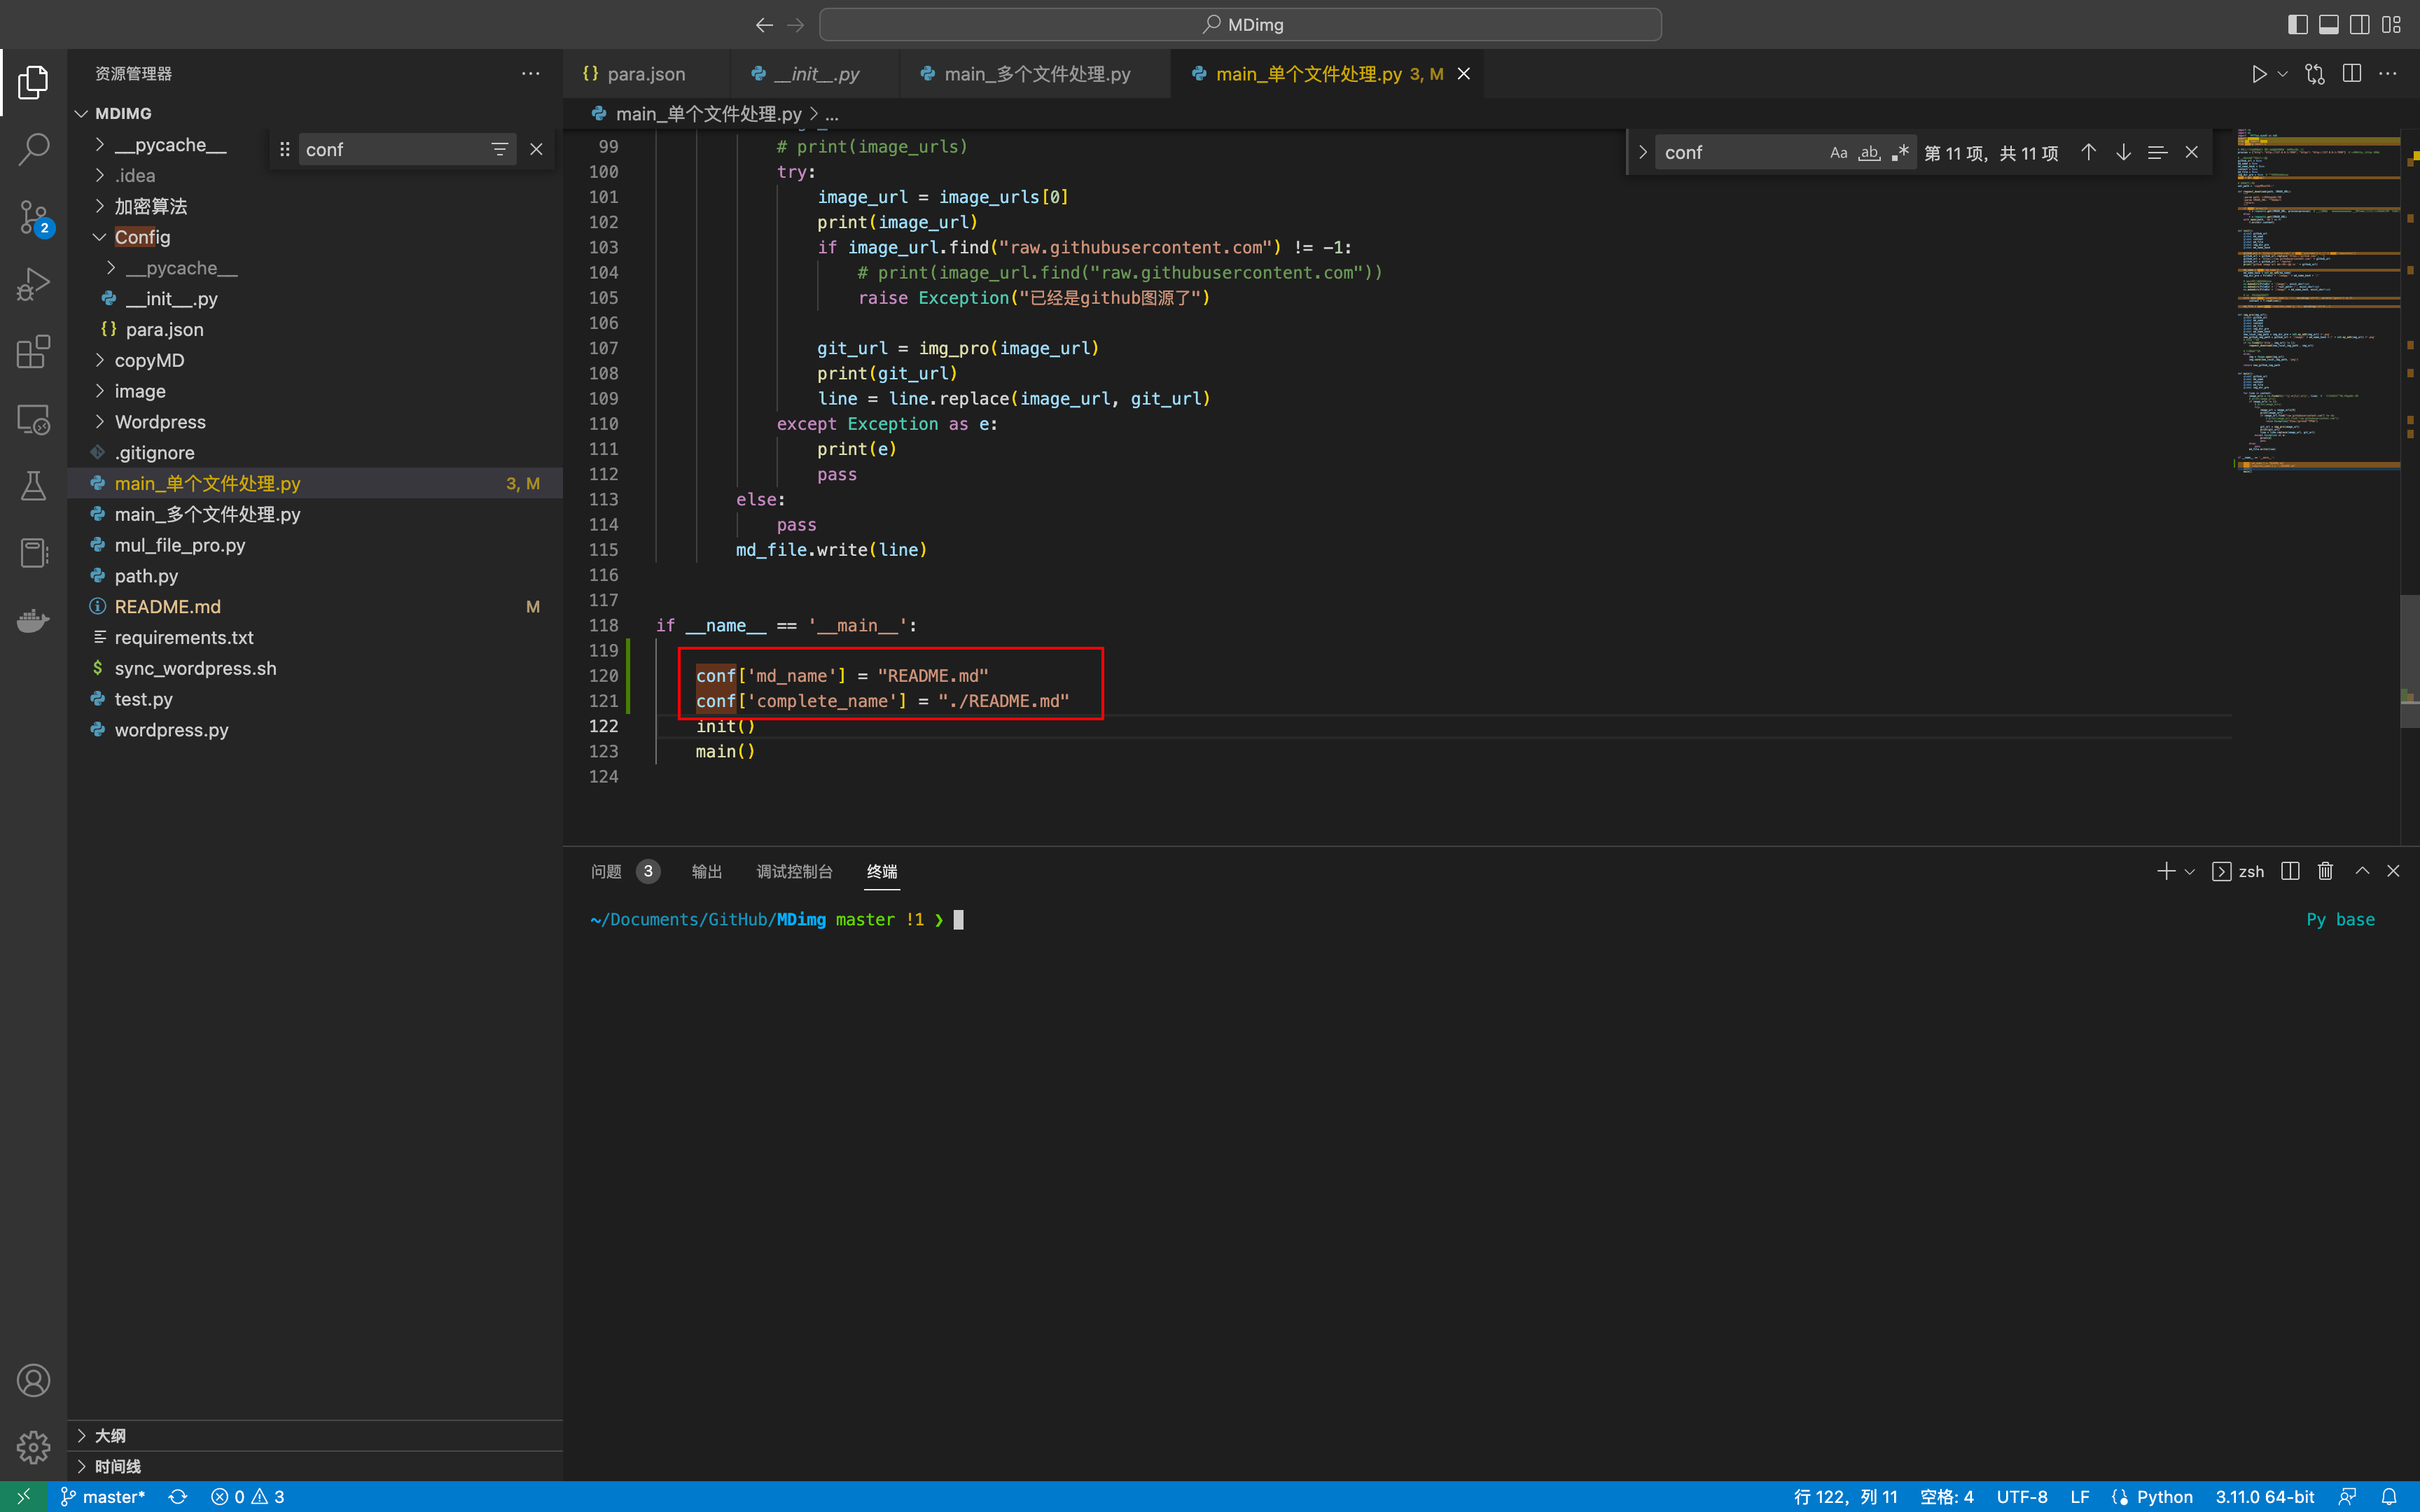 MDimg
资源管理器
MDIMG
conf
__pycache__
.idea
加密算法
Config
__pycache__
__init__.py
{} para.json
copyMD
image
Wordpress
.gitignore
main_单个文件处理.py 3, M
main_多个文件处理.py
mul_file_pro.py
path.py
README.md M
requirements.txt
$ sync_wordpress.sh
test.py
wordpress.py
大纲
时间线
2
{} para.json __init__.py main_多个文件处理.py main_单个文件处理.py 3, M
main_单个文件处理.py > ...
conf Aa ab .* 第 11 项，共 11 项
99 # print(image_urls)
100 try:
101 image_url = image_urls[0]
102 print(image_url)
103 if image_url.find("raw.githubusercontent.com") != -1:
104 # print(image_url.find("raw.githubusercontent.com"))
105 raise Exception("已经是github图源了")
106
107 git_url = img_pro(image_url)
108 print(git_url)
109 line = line.replace(image_url, git_url)
110 except Exception as e:
111 print(e)
112 pass
113 else:
114 pass
115 md_file.write(line)
116
117
118 if __name__ == '__main__':
119
120 conf['md_name'] = "README.md"
121 conf['complete_name'] = "./README.md"
122 init()
123 main()
124
问题 3 输出 调试控制台 终端 zsh
~/Documents/GitHub/MDimg master !1 ❯ Py base
master* 0 3 行 122，列 11 空格: 4 UTF-8 LF Python 3.11.0 64-bit